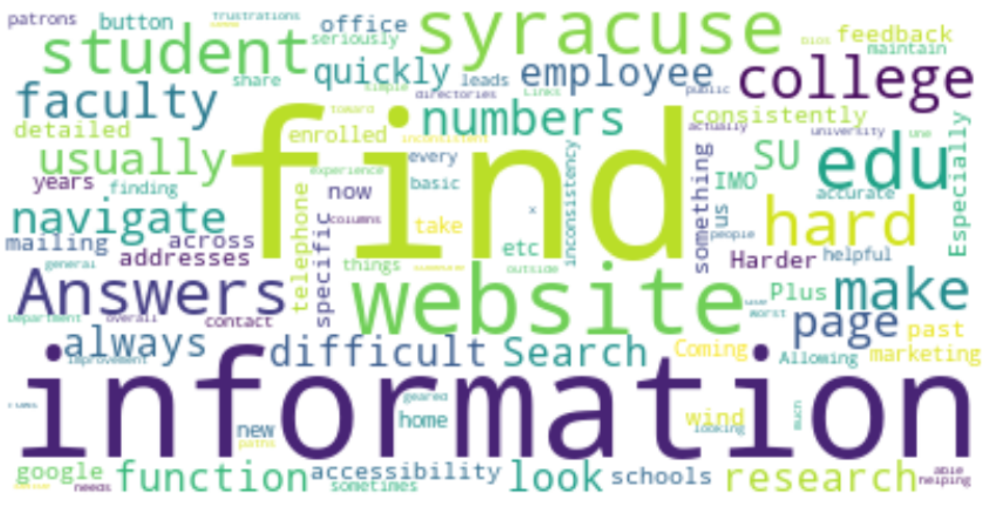 patrons
button
frustrations
office
syracuse
feedback
student
seriously
maintain
quickly
employee
college
share
leads
simple
directories
Links
public
faculty
find
toward
numbers
consistently
detailed
enrolled
inconsistent
actually
university
Especially
usually
every
inconsistency
something
SU
edu
experience
years
finding
now
basic
IMO
accurate
telephone
specific
columns
take
x
us
hard
navigate
people
mailing
across
etc
addresses
Harder
helpful
general
things
outside
Answers
website
Plus
make
worst
Department
overall
contact
page
past
always
difficult
Search
Coming
Allowing
marketing
improvement
information
geared
home
wind
looking
much
new
paths
google
function
accessibility
look
schools
research
able
helping
needs
sometimes